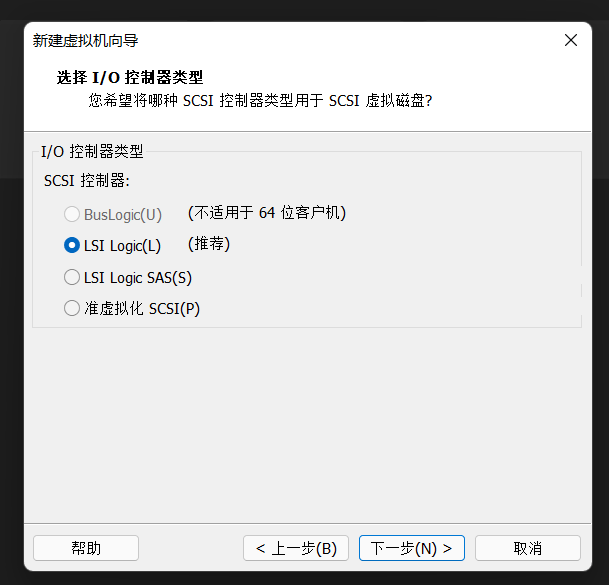 新建虚拟机向导
选择 I/O 控制器类型
您希望将哪种 SCSI 控制器类型用于 SCSI 虚拟磁盘?
I/O 控制器类型
SCSI 控制器:
BusLogic(U) (不适用于 64 位客户机)
LSI Logic(L) (推荐)
LSI Logic SAS(S)
准虚拟化 SCSI(P)
帮助 < 上一步(B) 下一步(N) > 取消